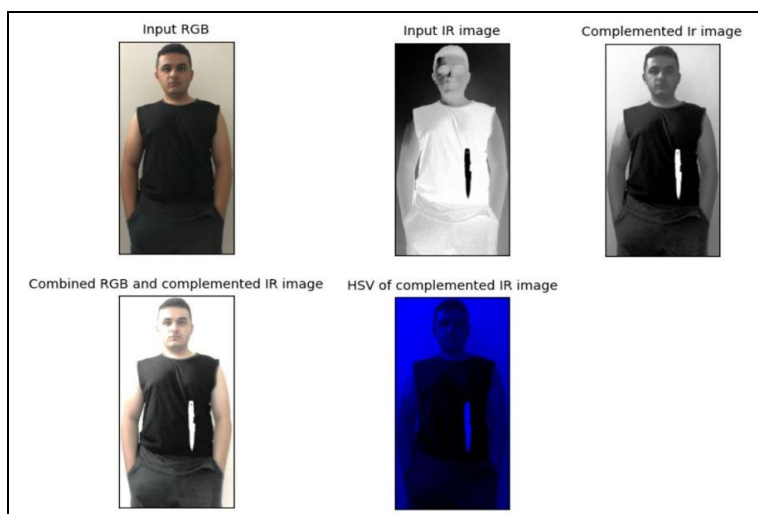 Input RGB
Input IR image
Complemented Ir image
Combined RGB and complemented IR image
HSV of complemented IR image